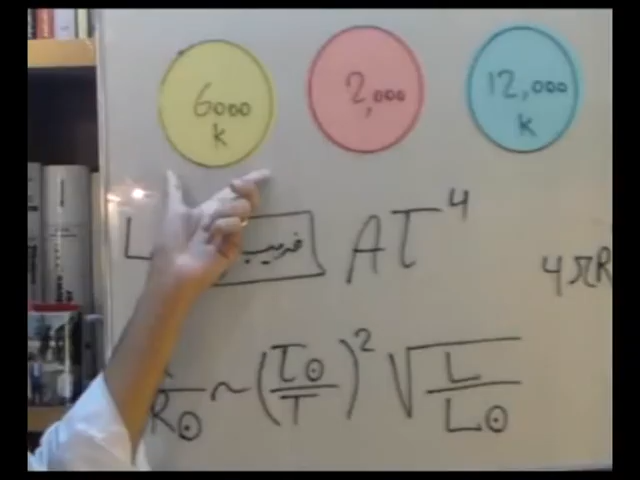 6000 K
2,000
12,000 K
L ضریب AT⁴
4πR
R☉ ~ (T☉/T)² √(L/L☉)